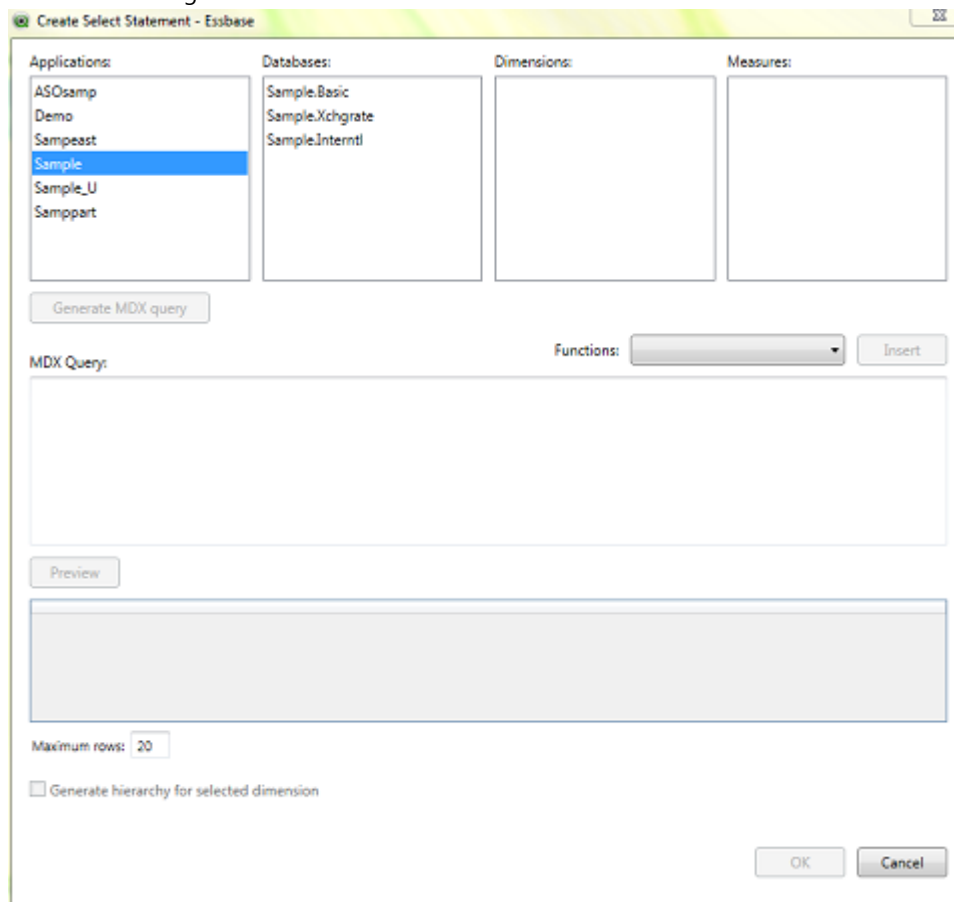 Create Select Statement - Essbase
Applications: Databases: Dimensions: Measures:
ASOsamp
Demo
Sampeast
Sample
Sample_U
Samppart
Sample.Basic
Sample.Xchgrate
Sample.Interntl
Generate MDX query
Functions: Insert
MDX Query:
Preview
Maximum rows: 20
Generate hierarchy for selected dimension
OK Cancel